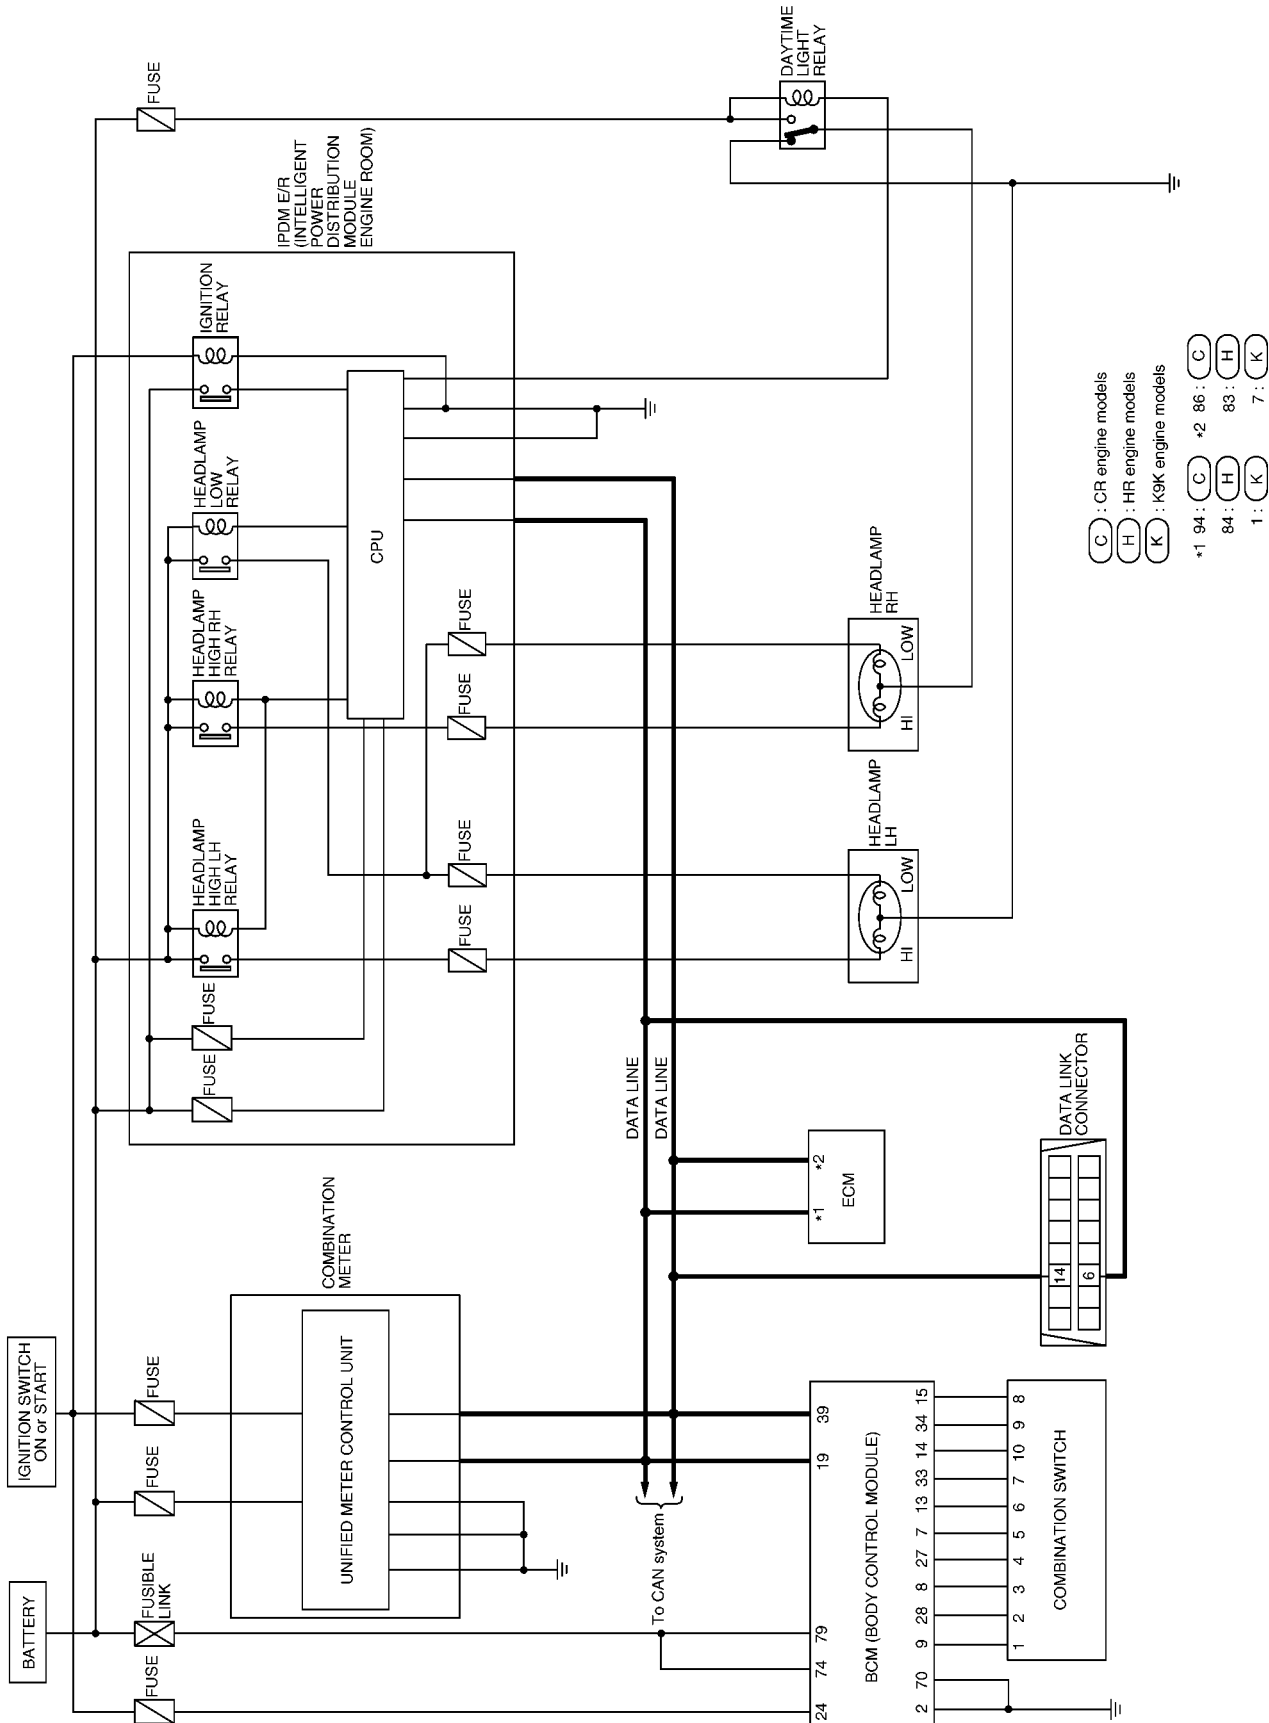 BATTERY
IGNITION SWITCH
ON or START
FUSE
FUSIBLE
LINK
FUSE
FUSE
FUSE
COMBINATION
METER
UNIFIED METER CONTROL UNIT
IPDM E/R
(INTELLIGENT
POWER
DISTRIBUTION
MODULE
ENGINE ROOM)
FUSE
FUSE
HEADLAMP
HIGH LH
RELAY
HEADLAMP
HIGH RH
RELAY
HEADLAMP
LOW
RELAY
IGNITION
RELAY
CPU
FUSE
FUSE
FUSE
FUSE
DAYTIME
LIGHT
RELAY
To CAN system
DATA LINE
DATA LINE
24
74
79
19
39
BCM (BODY CONTROL MODULE)
2
70
9
28
8
27
7
13
33
14
34
15
1
2
3
4
5
6
7
10
9
8
COMBINATION SWITCH
*1
*2
ECM
DATA LINK
CONNECTOR
14
6
HEADLAMP
LH
HI
LOW
HEADLAMP
RH
HI
LOW
C : CR engine models
H : HR engine models
K : K9K engine models
*1 94: C *2 86: C
84: H 83: H
1: K 7: K